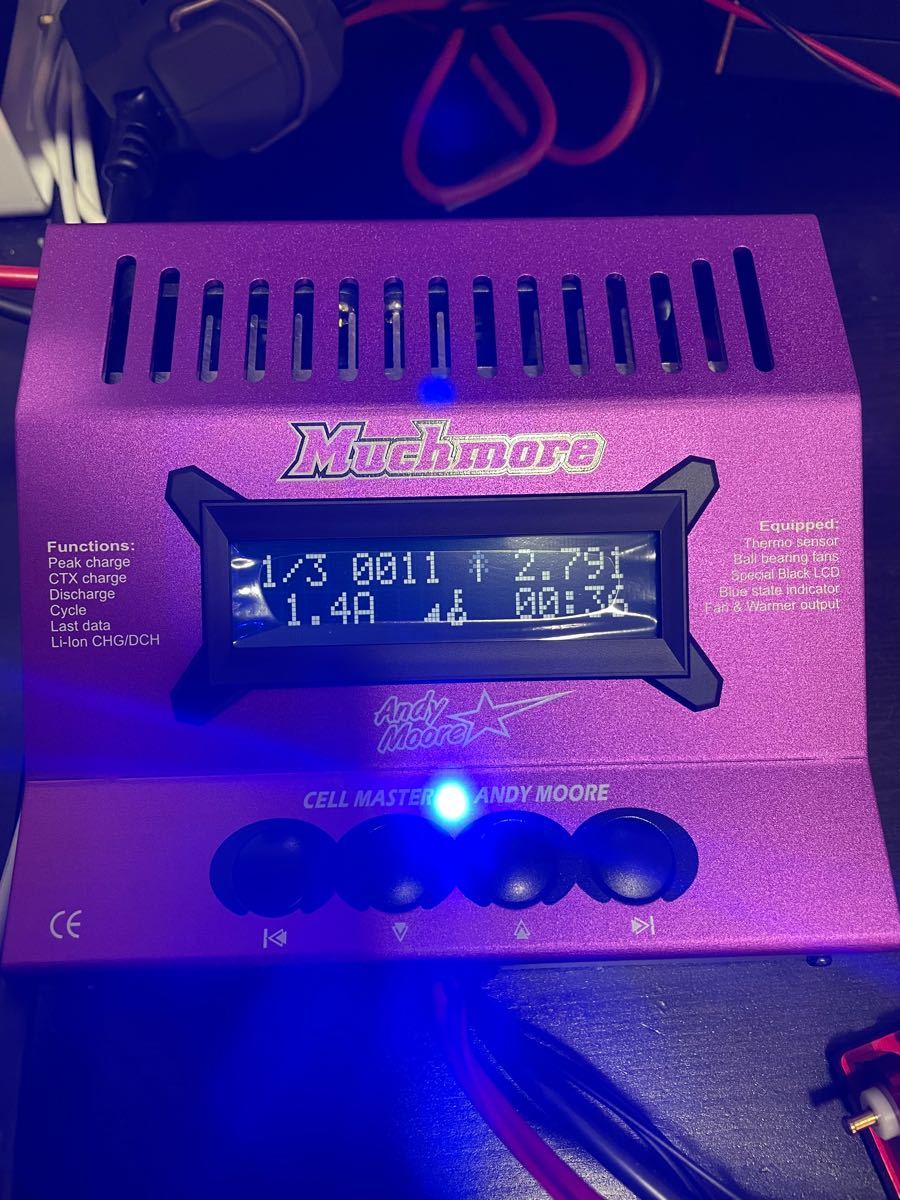 Muchmore
Functions:
Peak charge
CTX charge
Discharge
Cycle
Last data
Li-Ion CHG/DCH
1/3 0011 2.791
1.4A 00:36
Equipped:
Thermo sensor
Ball bearing fans
Special Black LCD
Blue state indicator
Fan & Warmer output
Andy
Moore
CELL MASTER ANDY MOORE
CE